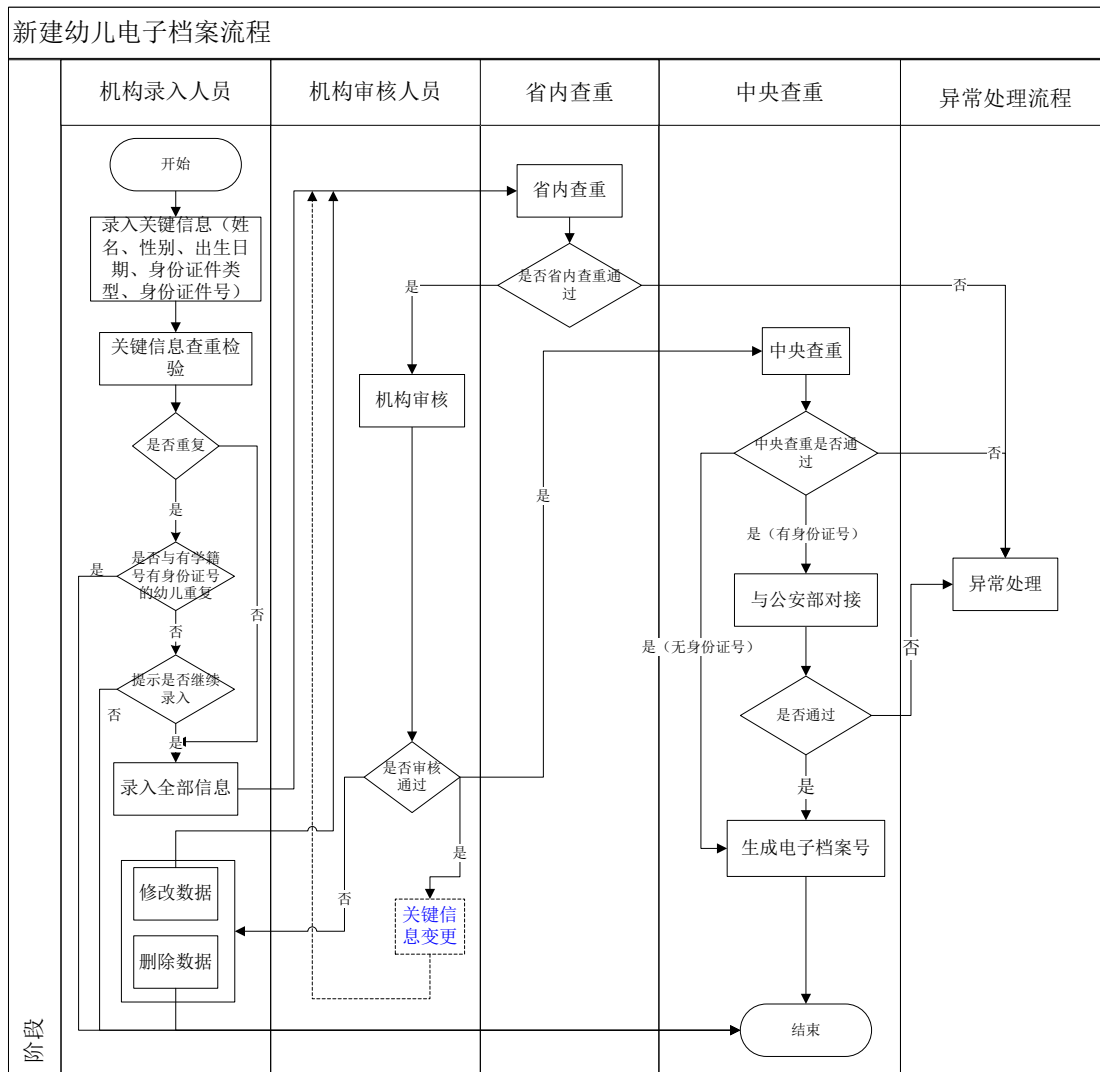 新建幼儿电子档案流程
机构录入人员
机构审核人员
省内查重
中央查重
异常处理流程
阶段
开始
录入关键信息（姓
名、性别、出生日
期、身份证件类
型、身份证件号）
关键信息查重检
验
是否重复
是
否
是否与有学籍
号有身份证号
的幼儿重复
是
否
提示是否继续
录入
否
是
录入全部信息
修改数据
删除数据
省内查重
是否省内查重通
过
是
否
机构审核
是否审核
通过
否
是
是
关键信
息变更
中央查重
中央查重是否通
过
否
是（有身份证号）
是（无身份证号）
与公安部对接
是否通过
否
是
生成电子档案号
异常处理
结束